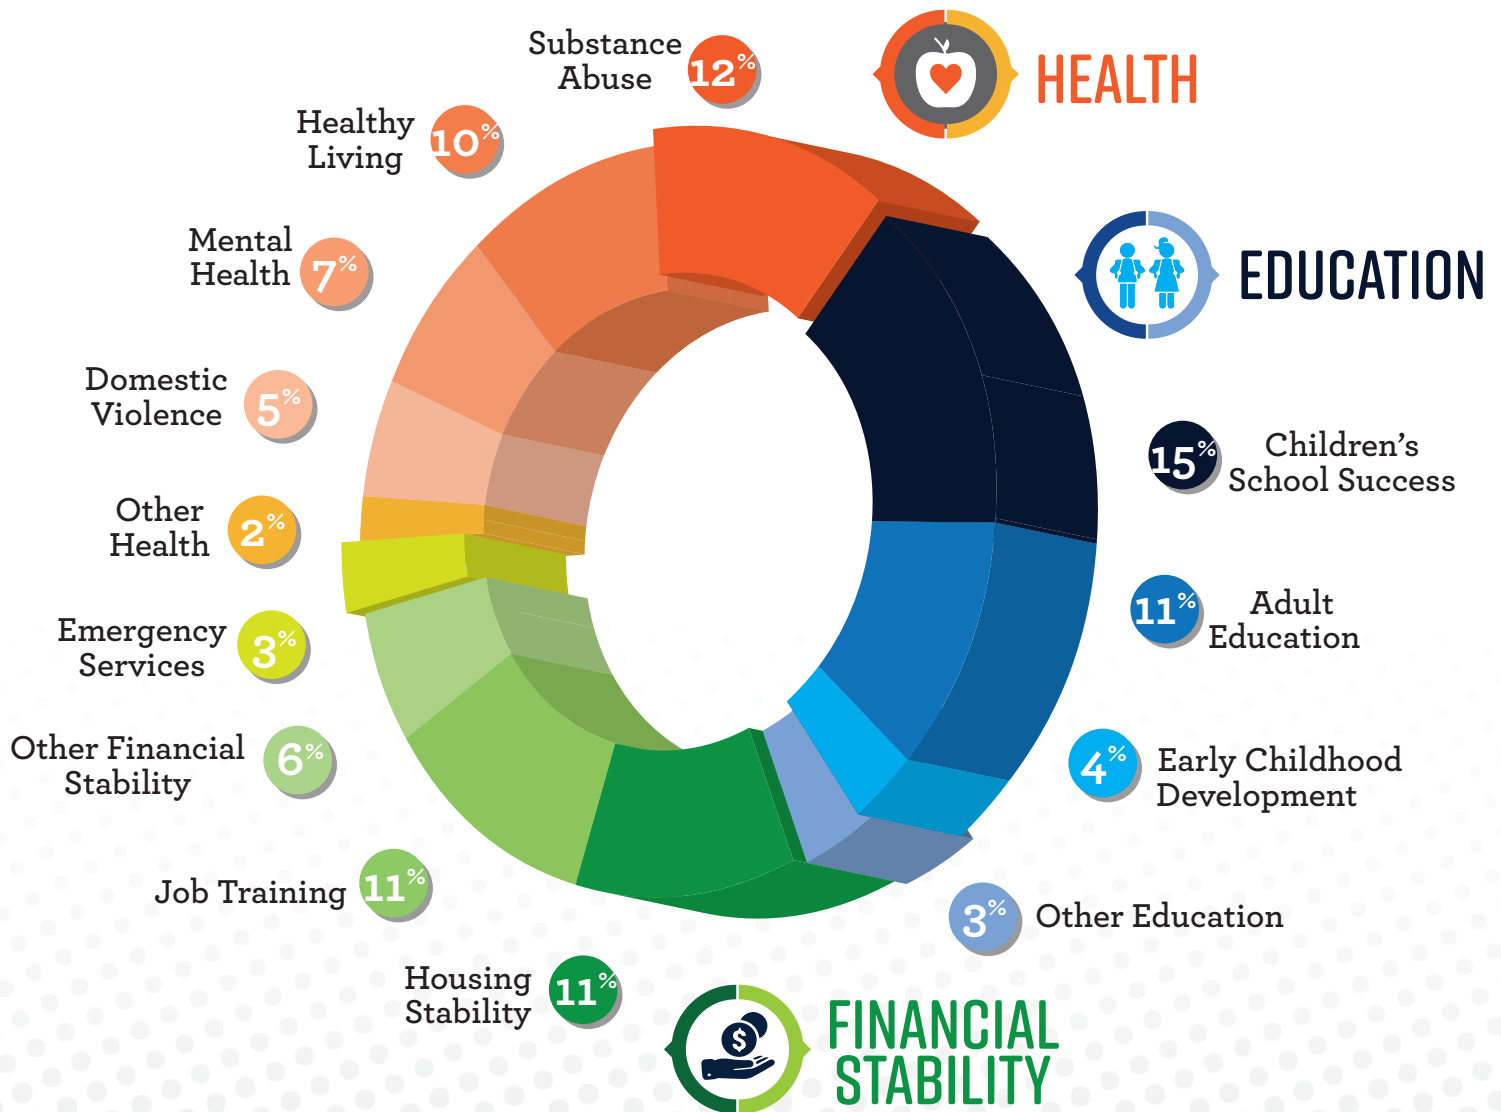 Substance
Abuse
12%
HEALTH
Healthy
Living
10%
Mental
Health
7%
EDUCATION
Domestic
Violence
5%
15%
Children's
School Success
Other
Health
2%
11%
Adult
Education
Emergency
Services
3%
Other Financial
Stability
6%
4%
Early Childhood
Development
Job Training
11%
3%
Other Education
Housing
Stability
11%
$
FINANCIAL
STABILITY